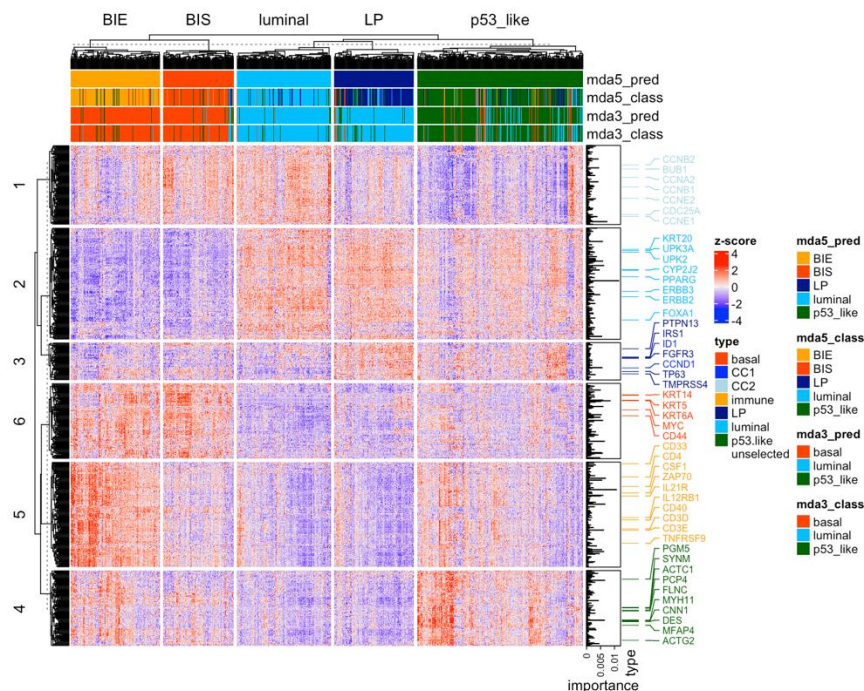 BIE BIS luminal LP p53_like
mda5_pred
mda5_class
mda3_pred
mda3_class
1
2
3
6
5
4
CCNB2
BUB1
CCNA2
CCNB1
CCNE2
CDC25A
CCNE1
KRT20
UPK3A
UPK2
CYP2J2
PPARG
ERBB3
ERBB2
FOXA1
PTPN13
IRS1
ID1
FGFR3
CCND1
TP63
TMPRSS4
KRT14
KRT5
KRT6A
MYC
CD44
CD33
CD4
CSF1
ZAP70
IL21R
IL12RB1
CD40
CD3D
CD3E
TNFRSF9
PGM5
SYNM
ACTC1
PCP4
FLNC
MYH11
CNN1
DES
MFAP4
ACTG2
0
0.005
0.01
importance
type
z-score
4
2
0
-2
-4
type
basal
CC1
CC2
immune
LP
luminal
p53.like
unselected
mda5_pred
BIE
BIS
LP
luminal
p53_like
mda5_class
BIE
BIS
LP
luminal
p53_like
mda3_pred
basal
luminal
p53_like
mda3_class
basal
luminal
p53_like